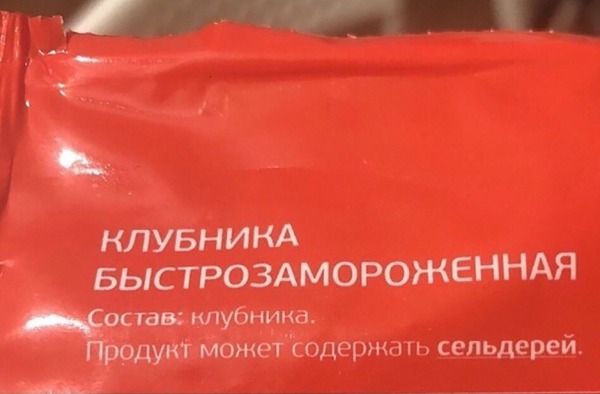 КЛУБНИКА
БЫСТРОЗАМОРОЖЕННАЯ
Состав: клубника.
Продукт может содержать сельдерей.